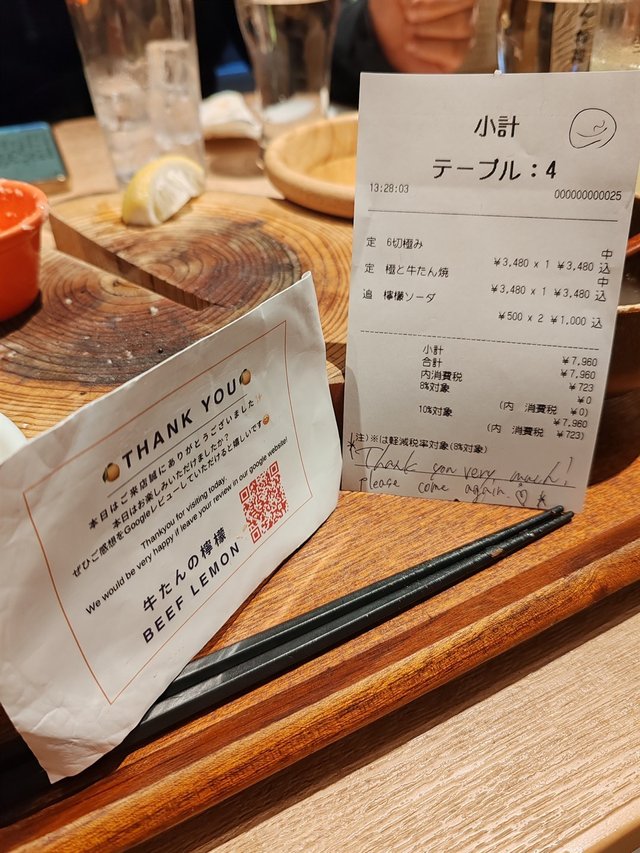 THANK YOU
本日はご来店誠にありがとうございました
本日はお楽しみいただけましたか？
ぜひご感想をGoogleレビューしていただけると嬉しいです
Thankyou for visiting today.
We would be very happy if leave your review in our google website!
牛たんの檸檬
BEEF LEMON
小計
テーブル：4
13:28:03 000000000025
定 6切極み 中
¥3,480 x 1 ¥3,480 込
定 極と牛たん焼 中
¥3,480 x 1 ¥3,480 込
追 檸檬ソーダ
¥500 x 2 ¥1,000 込
小計 ¥7,960
合計 ¥7,960
内消費税 ¥723
8%対象 ¥0
(内 消費税 ¥0)
10%対象 ¥7,960
(内 消費税 ¥723)
注)※は軽減税率対象(8%対象)
Thank you very much!
please come again.